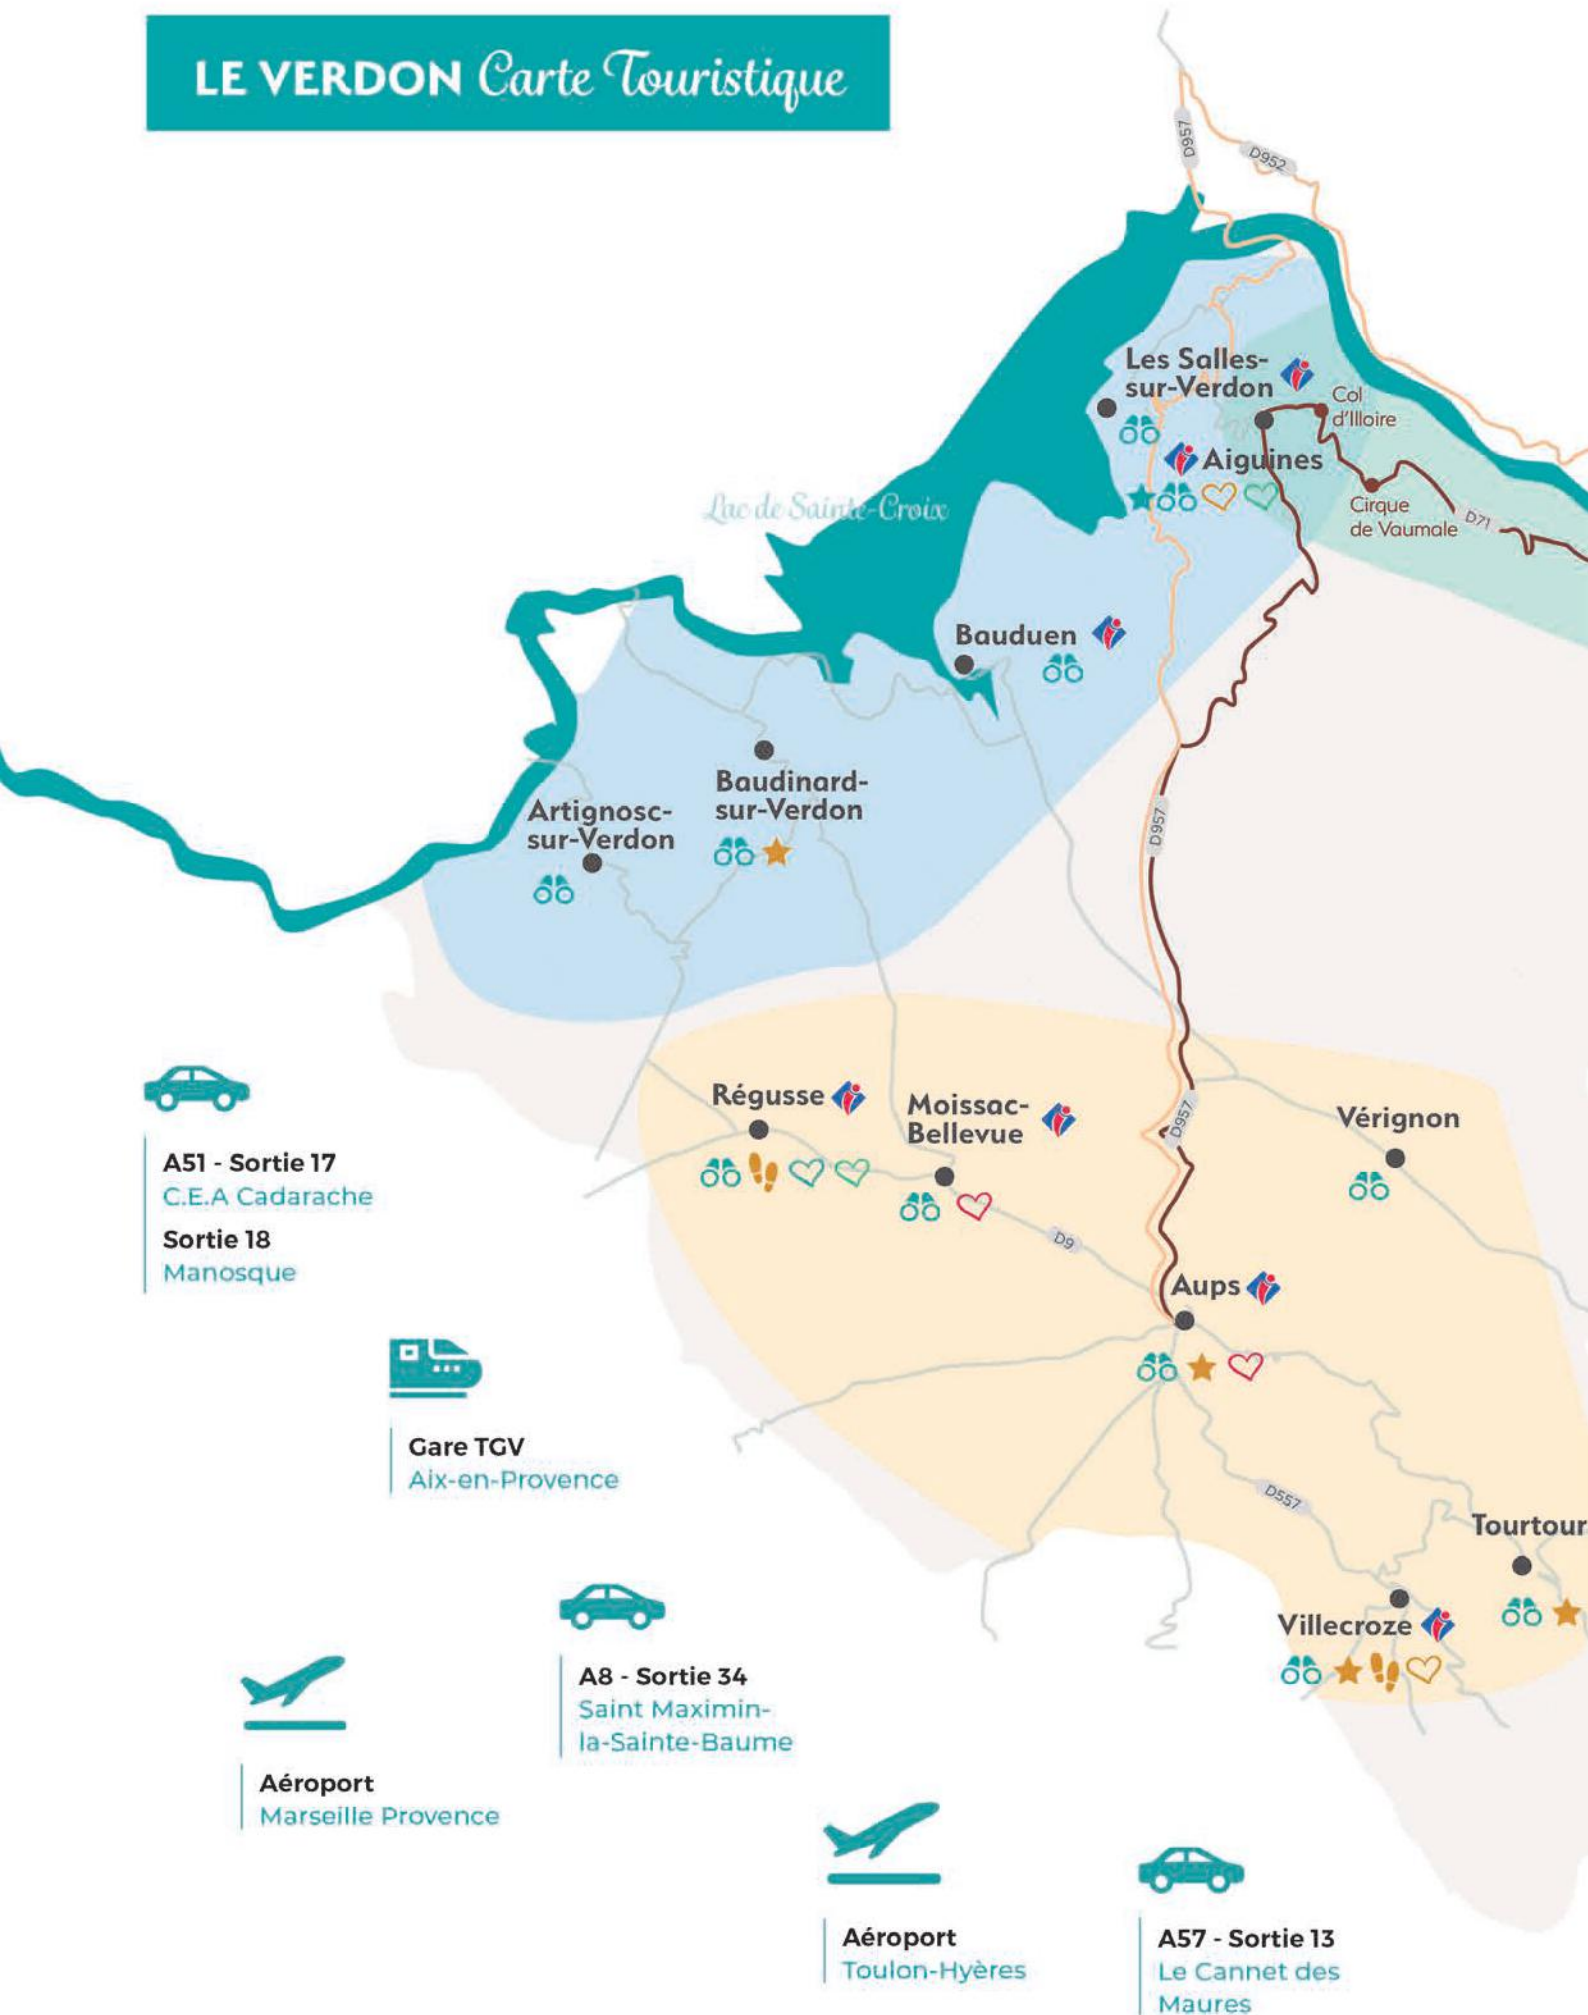 LE VERDON Carte Touristique
D957
D952
Les Salles-
sur-Verdon
Col
d'Illoire
Aiguines
Cirque
de Vaumale
D71
Lac de Sainte-Croix
Bauduen
Baudinard-
sur-Verdon
Artignosc-
sur-Verdon
D957
Régusse
Moissac-
Bellevue
D957
Vérignon
D9
Aups
D557
Tourtour
Villecroze
A51 - Sortie 17
C.E.A Cadarache
Sortie 18
Manosque
Gare TGV
Aix-en-Provence
A8 - Sortie 34
Saint Maximin-
la-Sainte-Baume
Aéroport
Marseille Provence
Aéroport
Toulon-Hyères
A57 - Sortie 13
Le Cannet des
Maures